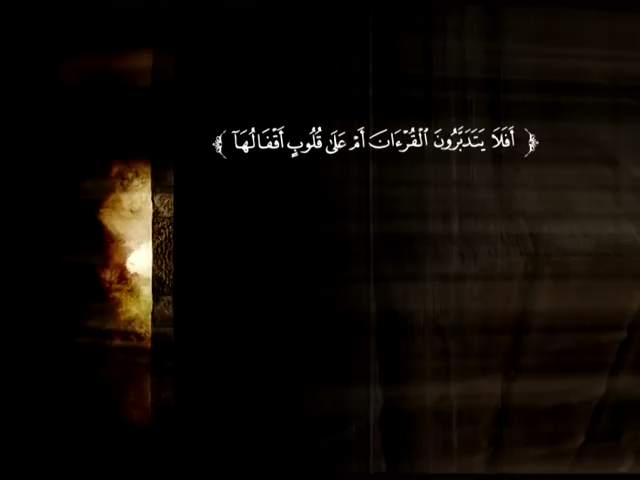 ﴿ أَفَلَا يَتَدَبَّرُونَ ٱلْقُرْءَانَ أَمْ عَلَىٰ قُلُوبٍ أَقْفَالُهَآ ﴾